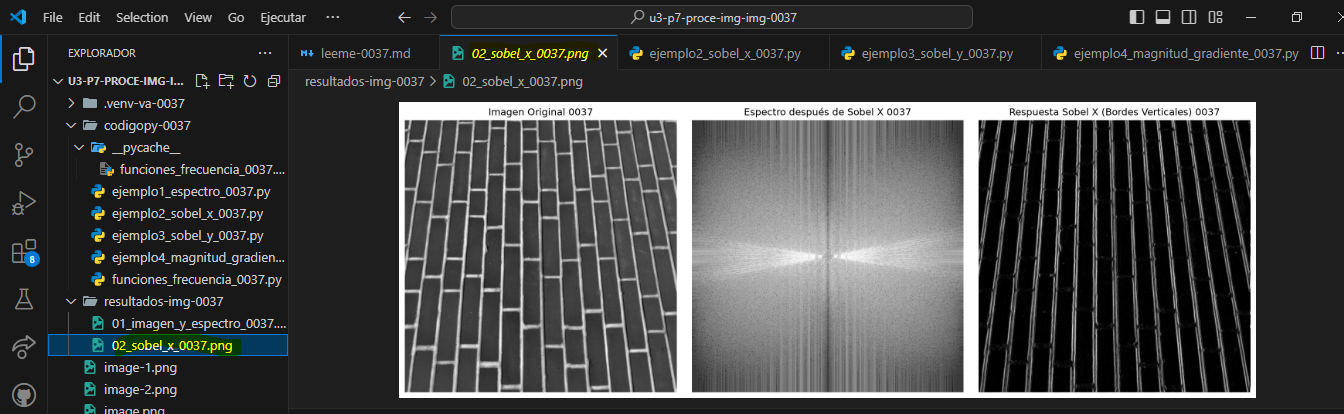 File Edit Selection Ver Go Ejecutar ···
u3-p7-proce-img-img-0037
EXPLORADOR ···
U3-P7-PROCE-IMG-I...
.venv-va-0037
codigopy-0037
__pycache__
funciones_frecuencia_0037....
ejemplo1_espectro_0037.py
ejemplo2_sobel_x_0037.py
ejemplo3_sobel_y_0037.py
ejemplo4_magnitud_gradien...
funciones_frecuencia_0037.py
resultados-img-0037
01_imagen_y_espectro_0037....
02_sobel_x_0037.png
image-1.png
image-2.png
image.png
8
leeme-0037.md
02_sobel_x_0037.png
ejemplo2_sobel_x_0037.py
ejemplo3_sobel_y_0037.py
ejemplo4_magnitud_gradiente_0037.py
resultados-img-0037 > 02_sobel_x_0037.png
Imagen Original 0037
Espectro después de Sobel X 0037
Respuesta Sobel X (Bordes Verticales) 0037